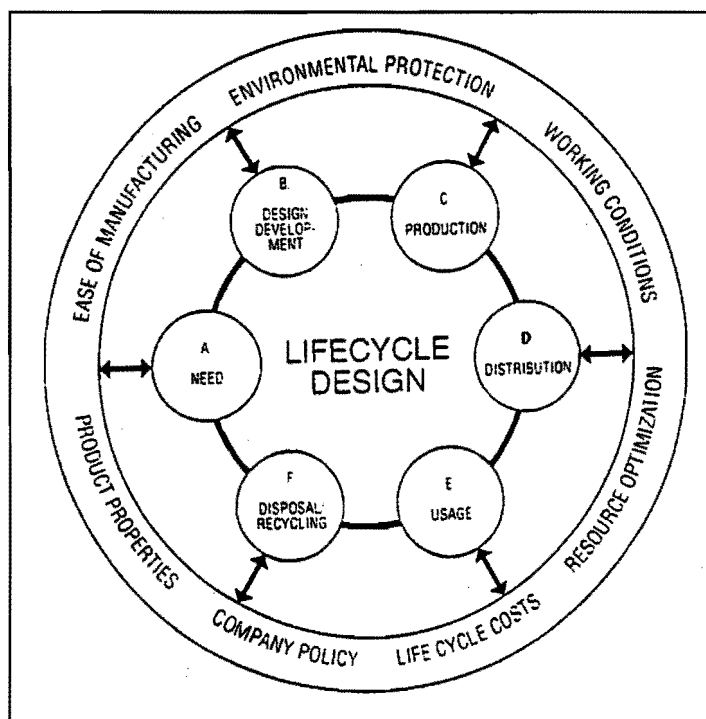 ENVIRONMENTAL PROTECTION
WORKING CONDITIONS
RESOURCE OPTIMIZATION
LIFE CYCLE COSTS
COMPANY POLICY
PRODUCT PROPERTIES
EASE OF MANUFACTURING
B.
DESIGN
DEVELOP-
MENT
C
PRODUCTION
A
NEED
LIFECYCLE
DESIGN
D
DISTRIBUTION
F
DISPOSAL/
RECYCLING
E
USAGE